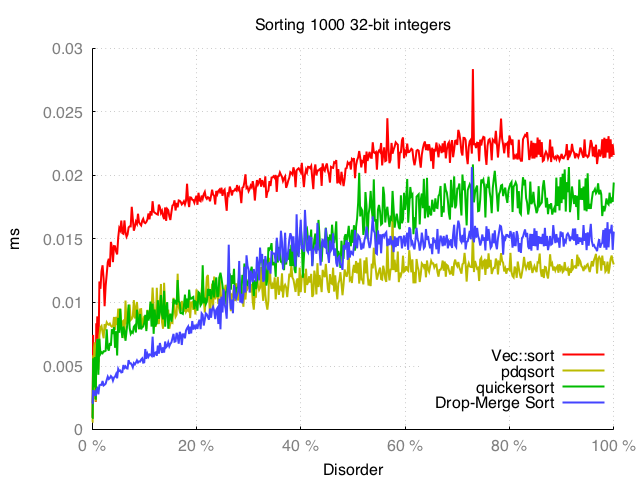 Sorting 1000 32-bit integers
0.03
0.025
0.02
0.015
0.01
0.005
0
ms
Vec::sort
pdqsort
quickersort
Drop-Merge Sort
0 % 20 % 40 % 60 % 80 % 100 %
Disorder